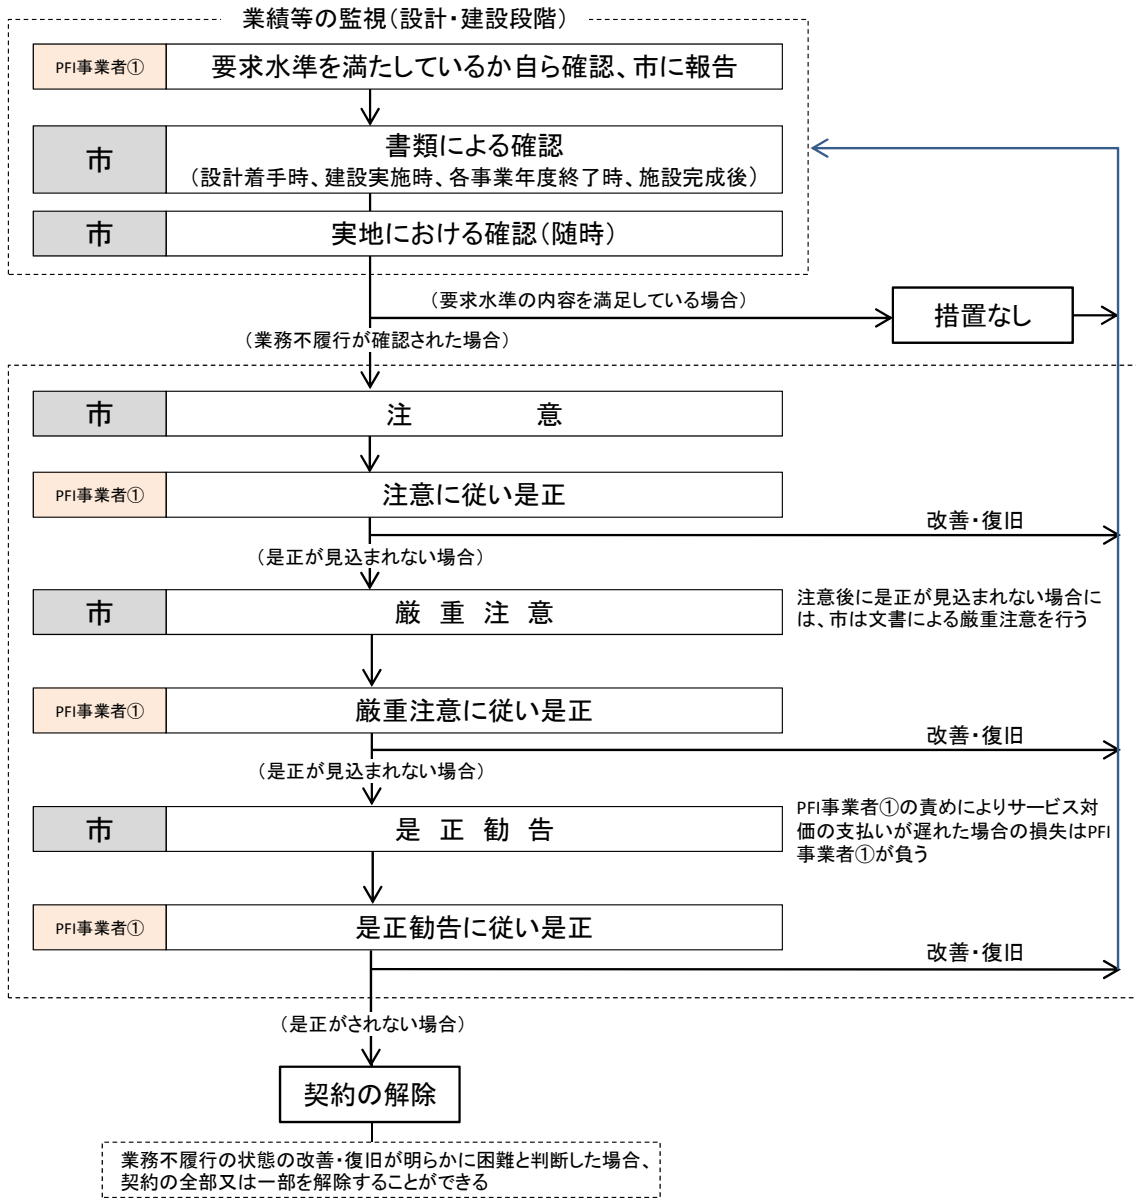 業績等の監視(設計・建設段階)
PFI事業者① 要求水準を満たしているか自ら確認、市に報告
市 書類による確認
(設計着手時、建設実施時、各事業年度終了時、施設完成後)
市 実地における確認(随時)
(要求水準の内容を満足している場合)
措置なし
(業務不履行が確認された場合)
市 注 意
PFI事業者① 注意に従い是正
改善・復旧
(是正が見込まれない場合)
市 厳 重 注 意
注意後に是正が見込まれない場合に
は、市は文書による厳重注意を行う
PFI事業者① 厳重注意に従い是正
改善・復旧
(是正が見込まれない場合)
市 是 正 勧 告
PFI事業者①の責めによりサービス対
価の支払いが遅れた場合の損失はPFI
事業者①が負う
PFI事業者① 是正勧告に従い是正
改善・復旧
(是正がされない場合)
契約の解除
業務不履行の状態の改善・復旧が明らかに困難と判断した場合、
契約の全部又は一部を解除することができる